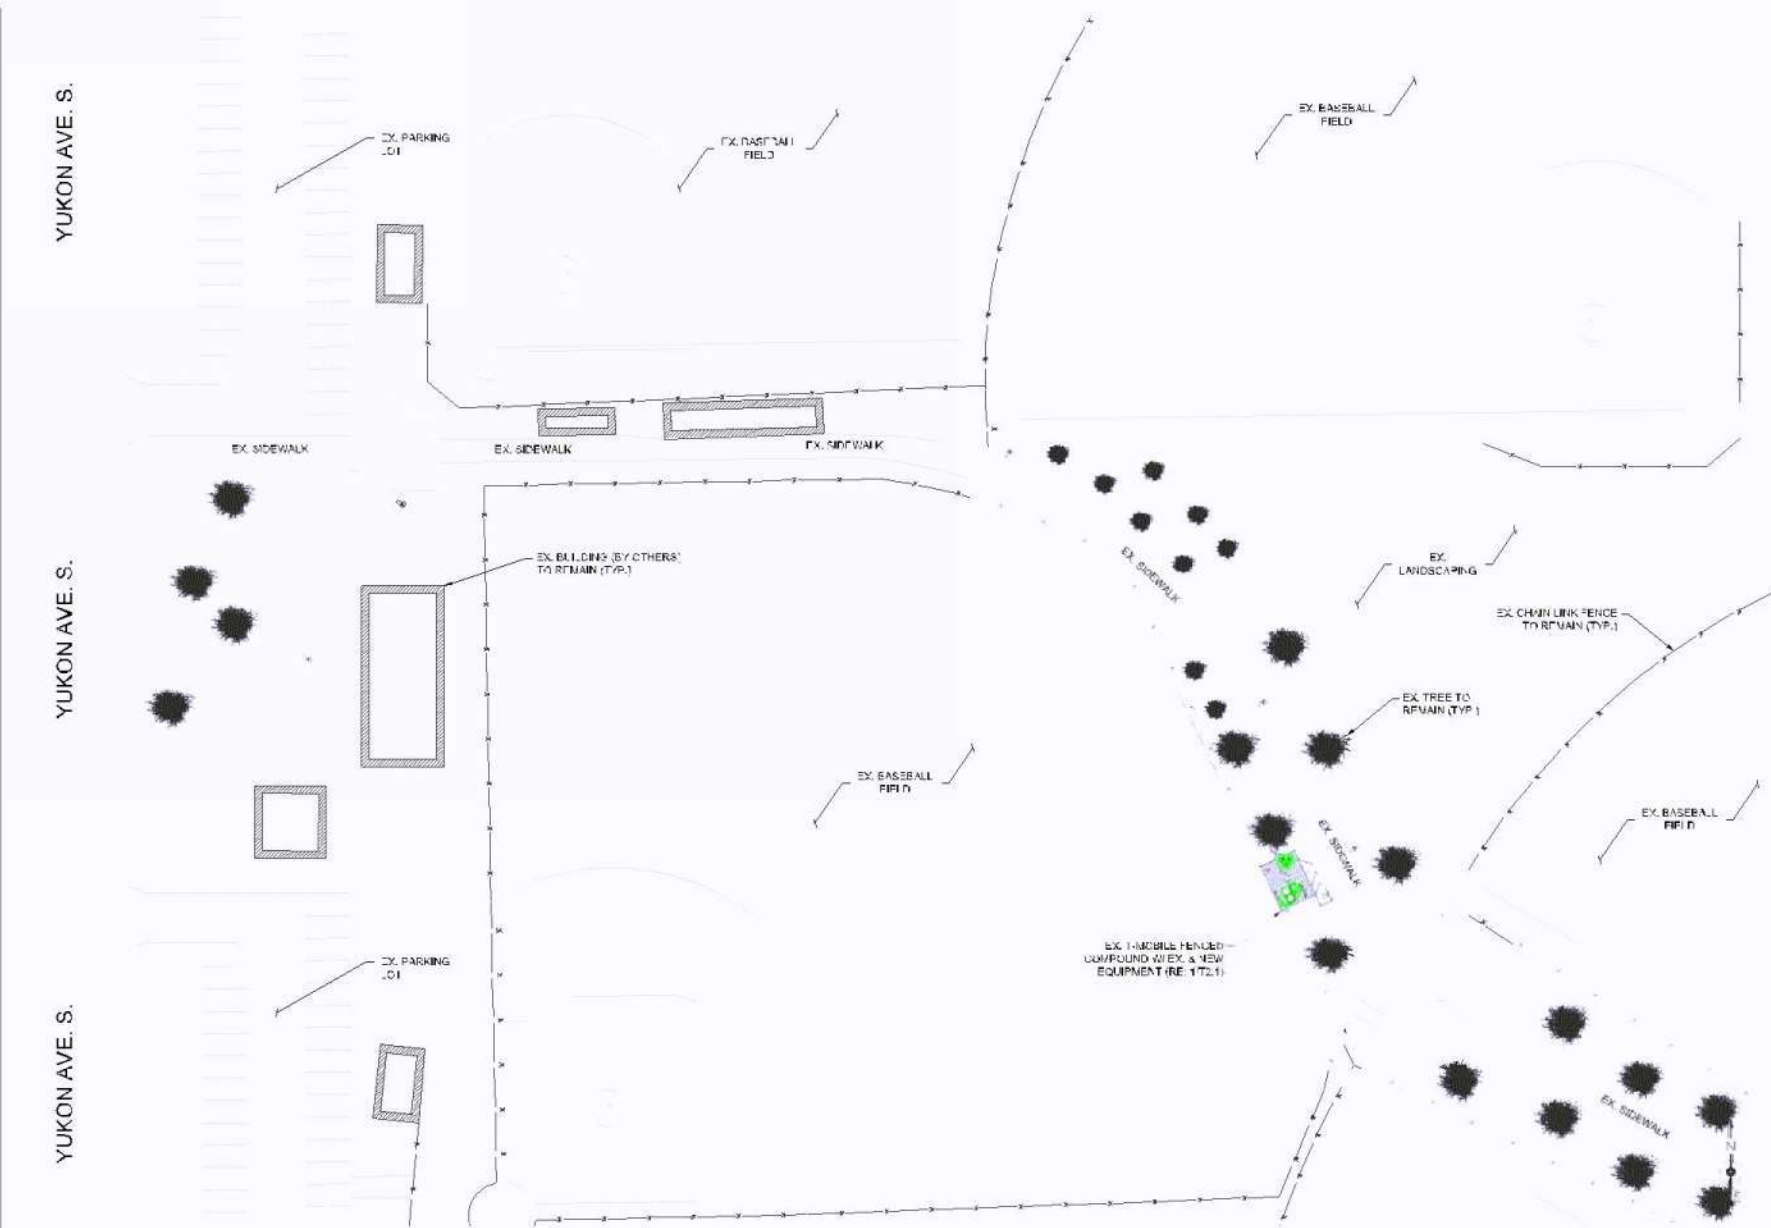 YUKON AVE. S.
EX. PARKING
LOT
EX. BASEBALL
FIELD
EX. BASEBALL
FIELD
EX. SIDEWALK
EX. SIDEWALK
EX. SIDEWALK
YUKON AVE. S.
EX. BUILDING (BY OTHERS)
TO REMAIN (TYP.)
EX. SIDEWALK
EX.
LANDSCAPING
EX. CHAIN LINK FENCE
TO REMAIN (TYP.)
EX. TREE TO
REMAIN (TYP.)
EX. BASEBALL
FIELD
EX. SIDEWALK
EX. BASEBALL
FIELD
EX. T-MOBILE FENCED
COMPOUND W/ EX. & NEW
EQUIPMENT (RE: 1/T2.1)
EX. PARKING
LOT
YUKON AVE. S.
EX. SIDEWALK
N